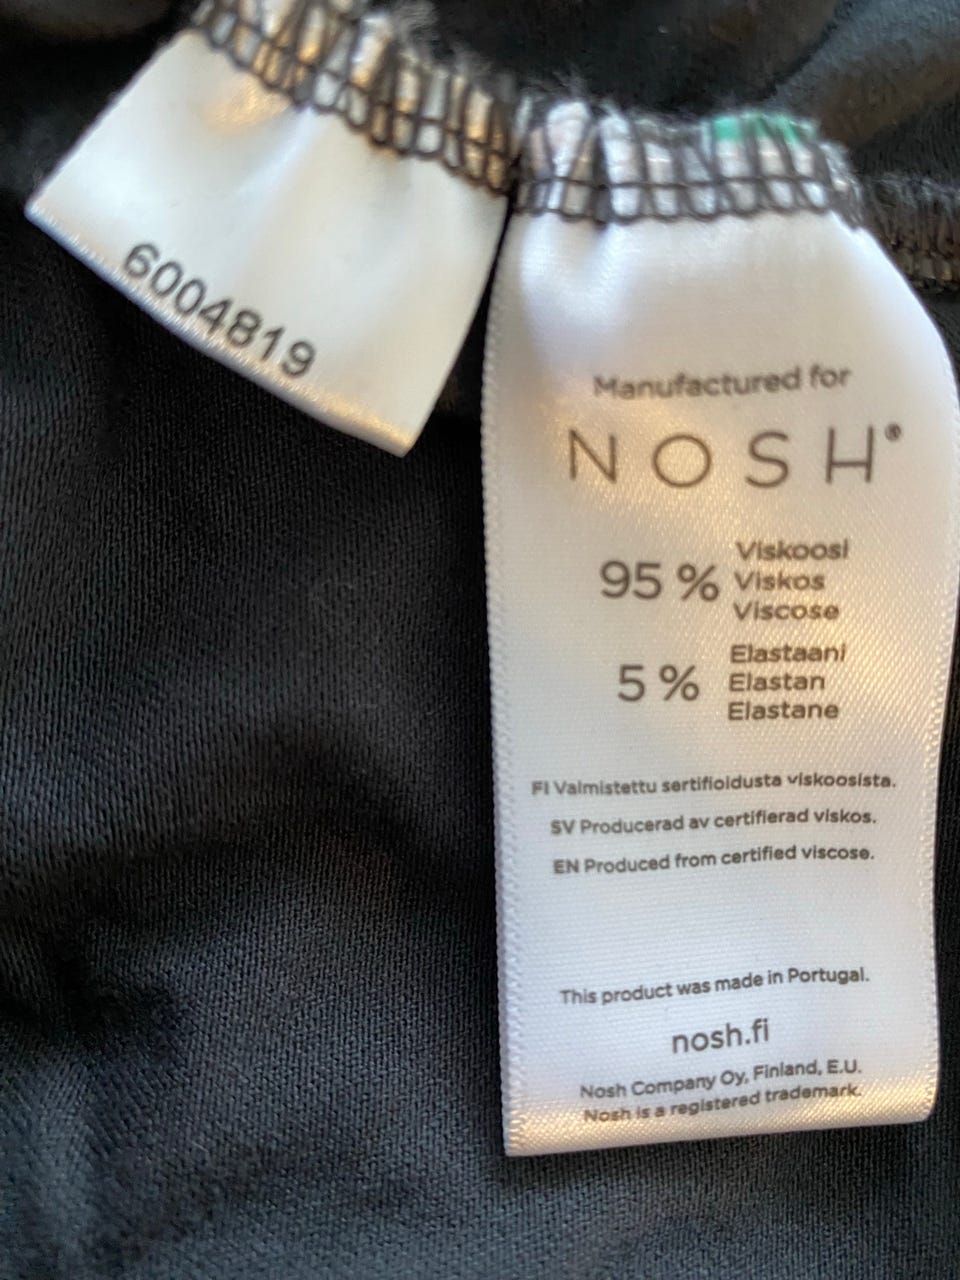 6004819
Manufactured for
NOSH®
95 % Viskoosi
Viskos
Viscose
5 % Elastaani
Elastan
Elastane
FI Valmistettu sertifioidusta viskoosista.
SV Producerad av certifierad viskos.
EN Produced from certified viscose.
This product was made in Portugal.
nosh.fi
Nosh Company Oy, Finland, E.U.
Nosh is a registered trademark.